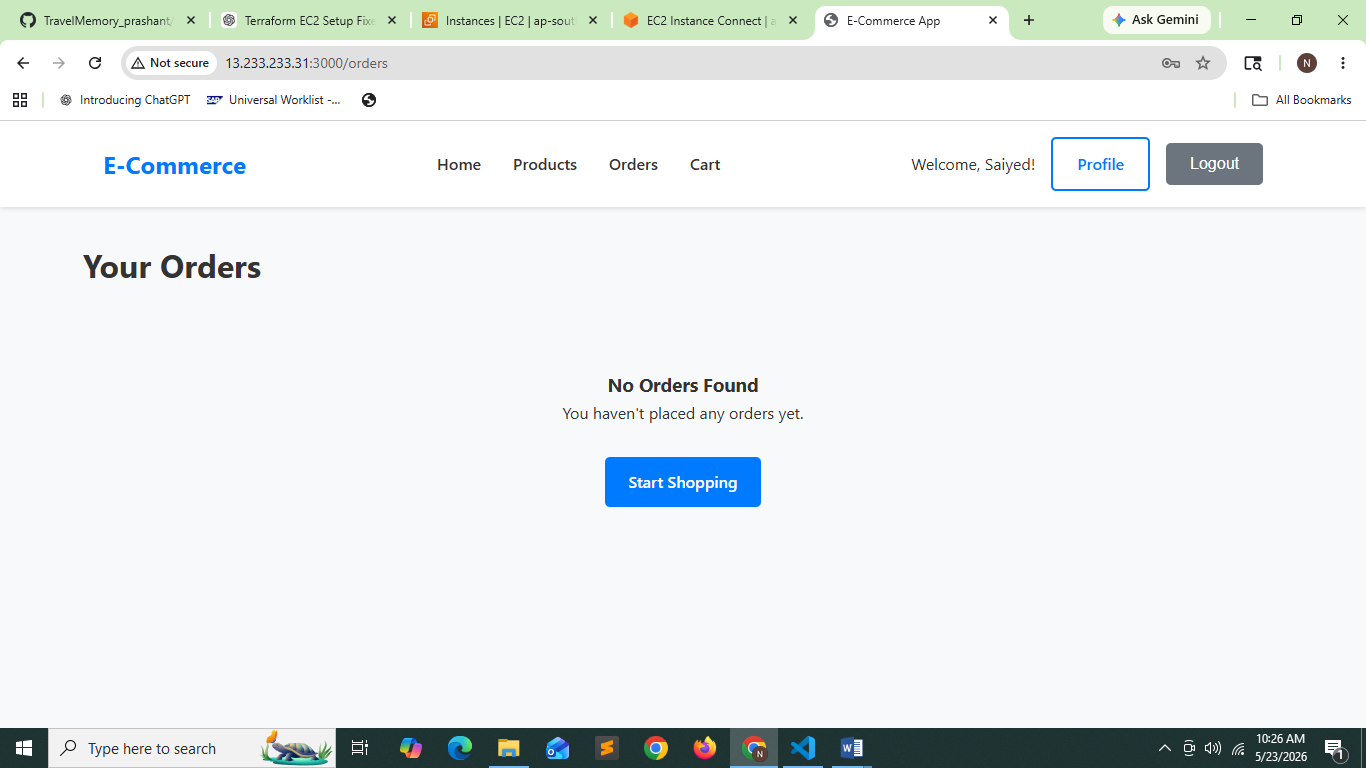 TravelMemory_prashant/
Terraform EC2 Setup Fixe
Instances | EC2 | ap-sout
EC2 Instance Connect | a
E-Commerce App
Ask Gemini
Not secure
13.233.233.31:3000/orders
N
Introducing ChatGPT
SAP
Universal Worklist -...
All Bookmarks
E-Commerce
Home
Products
Orders
Cart
Welcome, Saiyed!
Profile
Logout
Your Orders
No Orders Found
You haven't placed any orders yet.
Start Shopping
Type here to search
10:26 AM
5/23/2026
1